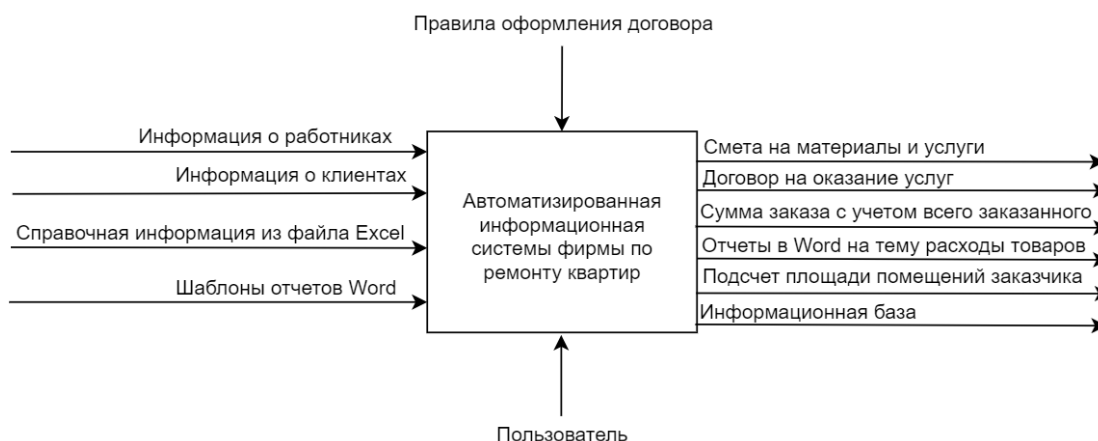 Правила оформления договора
Информация о работниках
Информация о клиентах
Справочная информация из файла Excel
Шаблоны отчетов Word
Автоматизированная
информационная
системы фирмы по
ремонту квартир
Смета на материалы и услуги
Договор на оказание услуг
Сумма заказа с учетом всего заказанного
Отчеты в Word на тему расходы товаров
Подсчет площади помещений заказчика
Информационная база
Пользователь